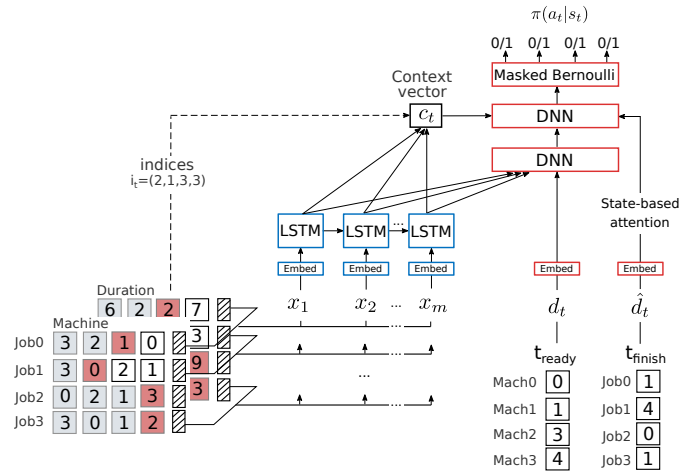 π(a_t|s_t)
0/1 0/1 0/1 0/1
Masked Bernoulli
Context
vector
c_t
DNN
DNN
indices
i_t=(2,1,3,3)
State-based
attention
LSTM LSTM ... LSTM
Embed Embed Embed Embed Embed
x_1 x_2 ... x_m d_t d̂_t
Duration
6 2 2 7
3
9
3
Machine
Job0 3 2 1 0
Job1 3 0 2 1
Job2 0 2 1 3
Job3 3 0 1 2
....
....
...
....
....
t_ready
Mach0 0
Mach1 1
Mach2 3
Mach3 4
t_finish
Job0 1
Job1 4
Job2 0
Job3 1